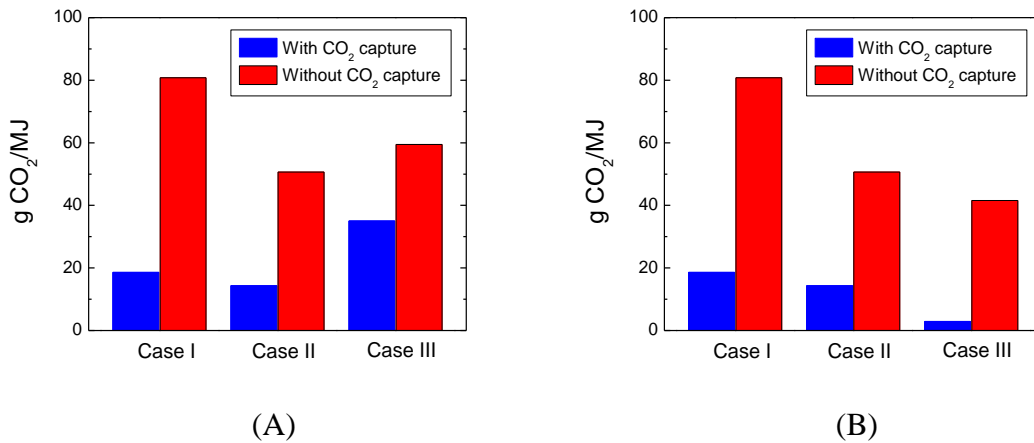 100
80
60
40
20
0
g CO₂/MJ
With CO₂ capture
Without CO₂ capture
Case I Case II Case III
(A)
100
80
60
40
20
0
g CO₂/MJ
With CO₂ capture
Without CO₂ capture
Case I Case II Case III
(B)